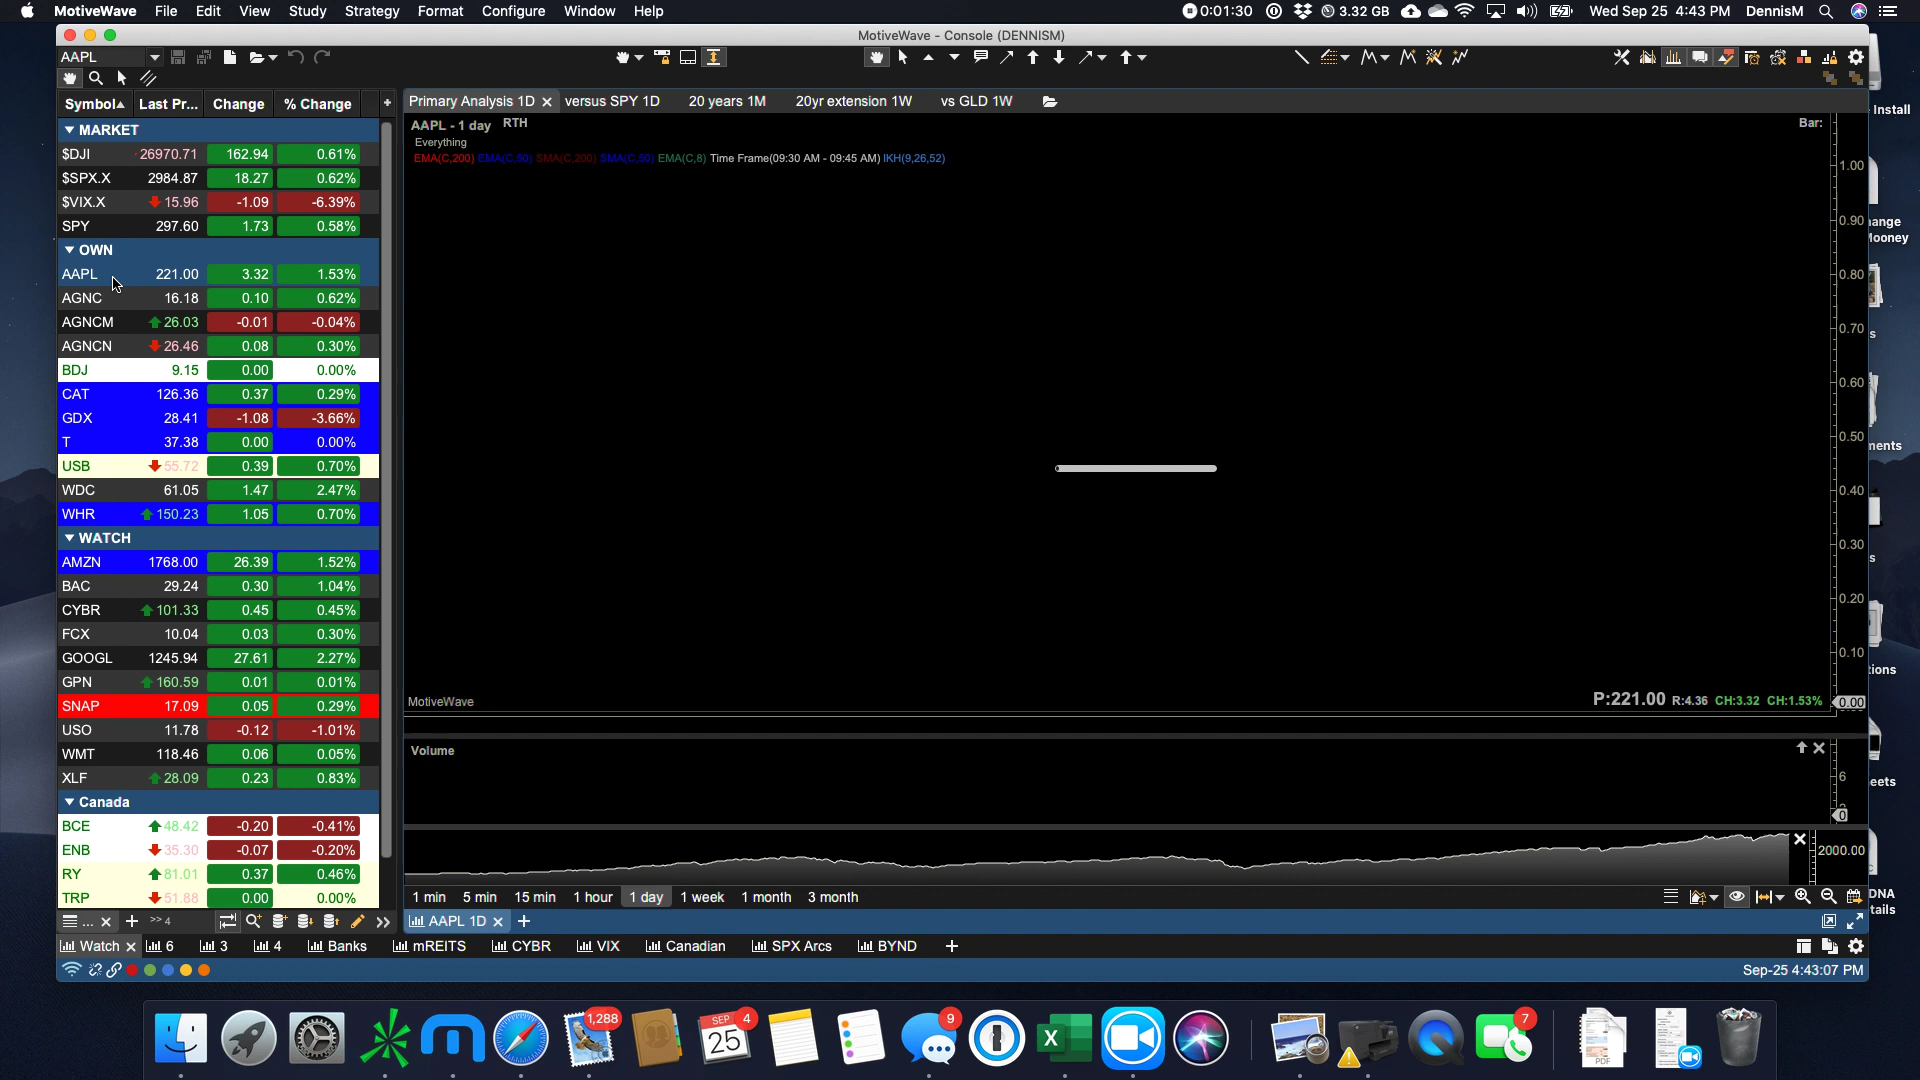 MotiveWave File Edit View Study Strategy Format Configure Window Help 0:01:30 3.32 GB Wed Sep 25 4:43 PM DennisM
MotiveWave - Console (DENNISM)
AAPL
Symbol Last Pr... Change % Change +
Primary Analysis 1D versus SPY 1D 20 years 1M 20yr extension 1W vs GLD 1W
AAPL - 1 day RTH
Bar:
Everything
EMA(C,200) EMA(C,50) SMA(C,200) SMA(C,50) EMA(C,8) Time Frame(09:30 AM - 09:45 AM) IKH(9,26,52)
MARKET
$DJI 26970.71 162.94 0.61%
$SPX.X 2984.87 18.27 0.62%
$VIX.X 15.96 -1.09 -6.39%
SPY 297.60 1.73 0.58%
OWN
AAPL 221.00 3.32 1.53%
AGNC 16.18 0.10 0.62%
AGNCM 26.03 -0.01 -0.04%
AGNCN 26.46 0.08 0.30%
BDJ 9.15 0.00 0.00%
CAT 126.36 0.37 0.29%
GDX 28.41 -1.08 -3.66%
T 37.38 0.00 0.00%
USB 55.72 0.39 0.70%
WDC 61.05 1.47 2.47%
WHR 150.23 1.05 0.70%
WATCH
AMZN 1768.00 26.39 1.52%
BAC 29.24 0.30 1.04%
CYBR 101.33 0.45 0.45%
FCX 10.04 0.03 0.30%
GOOGL 1245.94 27.61 2.27%
GPN 160.59 0.01 0.01%
SNAP 17.09 0.05 0.29%
USO 11.78 -0.12 -1.01%
WMT 118.46 0.06 0.05%
XLF 28.09 0.23 0.83%
Canada
BCE 48.42 -0.20 -0.41%
ENB 35.30 -0.07 -0.20%
RY 81.01 0.37 0.46%
TRP 51.88 0.00 0.00%
1.00
0.90
0.80
0.70
0.60
0.50
0.40
0.30
0.20
0.10
0.00
MotiveWave
P:221.00 R:4.36 CH:3.32 CH:1.53%
Volume
6
0
2000.00
1 min 5 min 15 min 1 hour 1 day 1 week 1 month 3 month
... + >> 4
AAPL 1D +
Watch 6 3 4 Banks mREITS CYBR VIX Canadian SPX Arcs BYND +
Sep-25 4:43:07 PM
Install
ange
Mooney
s
ments
s
tions
eets
DNA
tails
1,288
SEP
25
4
9
7
PDF